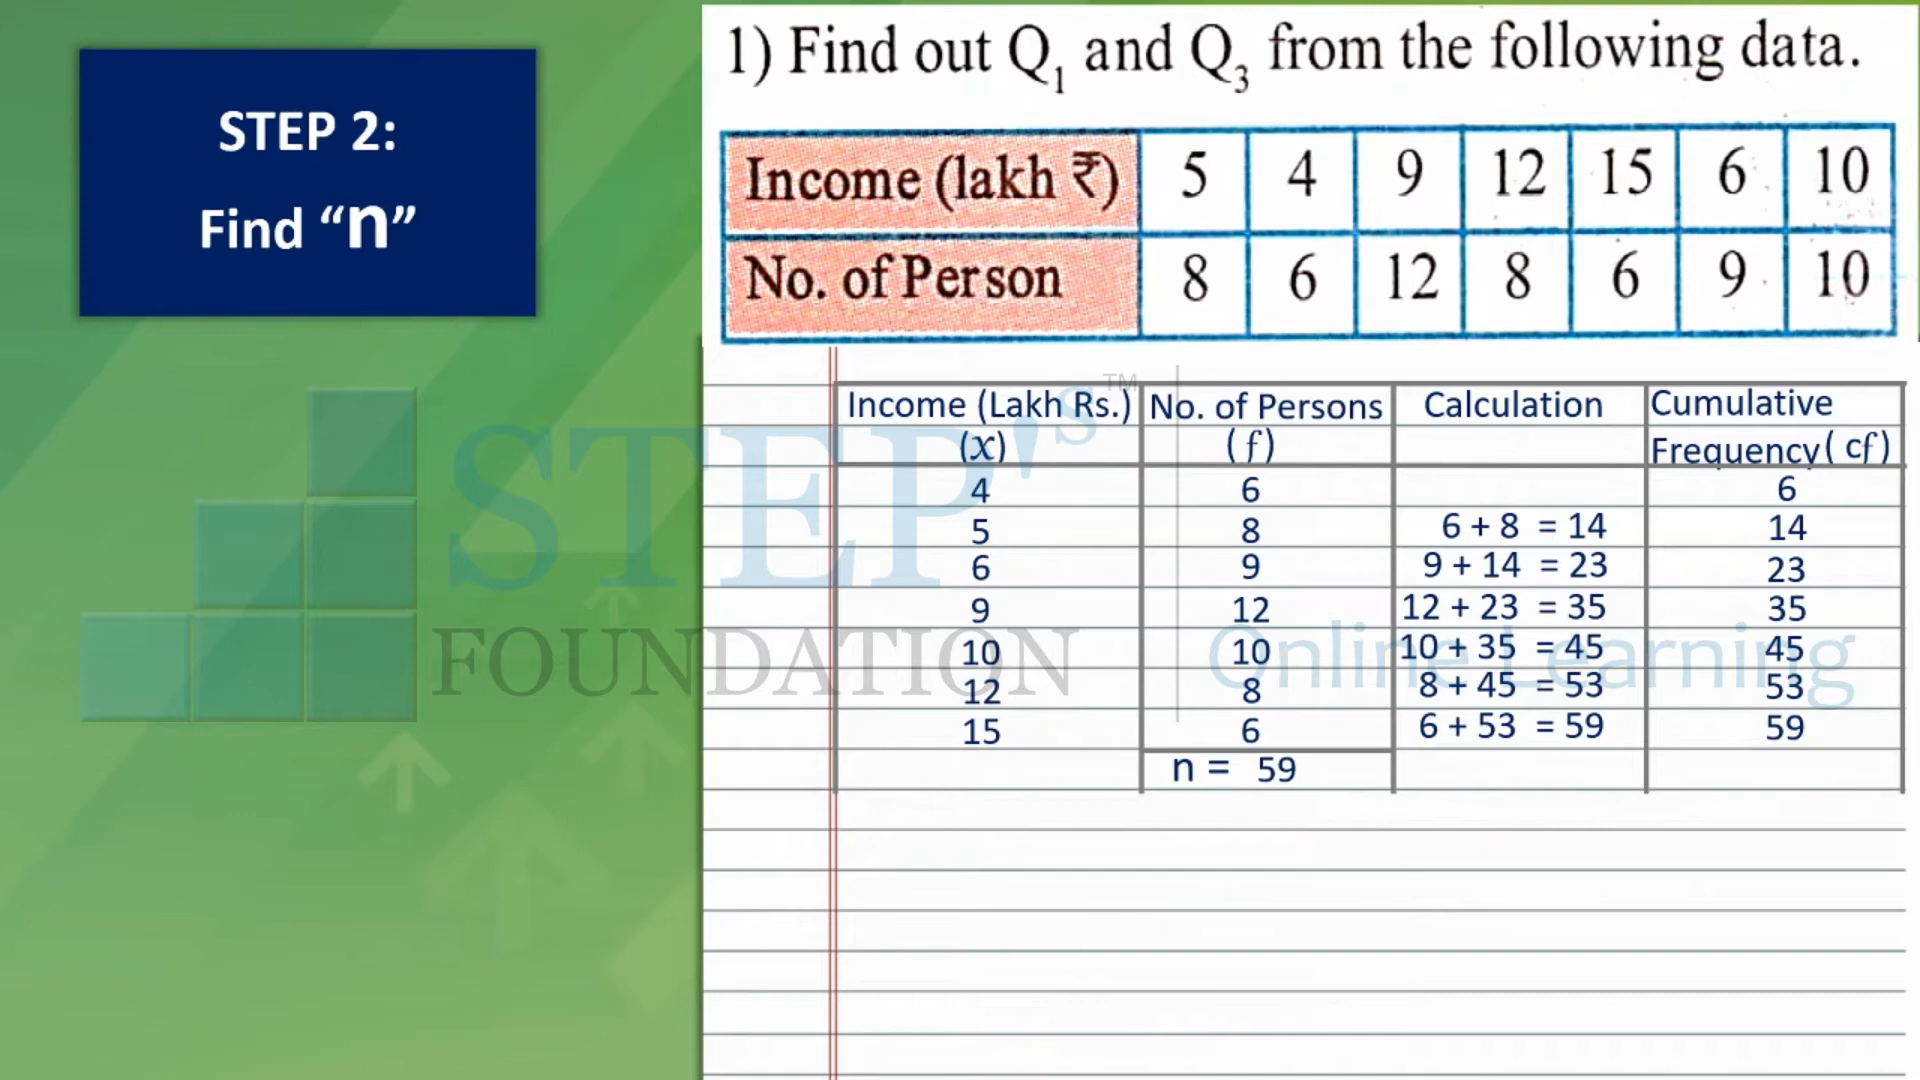 STEP 2:
Find “n”
1) Find out Q1 and Q3 from the following data.
Income (lakh ₹) 5 4 9 12 15 6 10
No. of Person 8 6 12 8 6 9 10
Income (Lakh Rs.) No. of Persons Calculation Cumulative
(x) (f) Frequency (cf)
4 6 6
5 8 6 + 8 = 14 14
6 9 9 + 14 = 23 23
9 12 12 + 23 = 35 35
10 10 10 + 35 = 45 45
12 8 8 + 45 = 53 53
15 6 6 + 53 = 59 59
n = 59
STEP's™
FOUNDATION
Online Learning